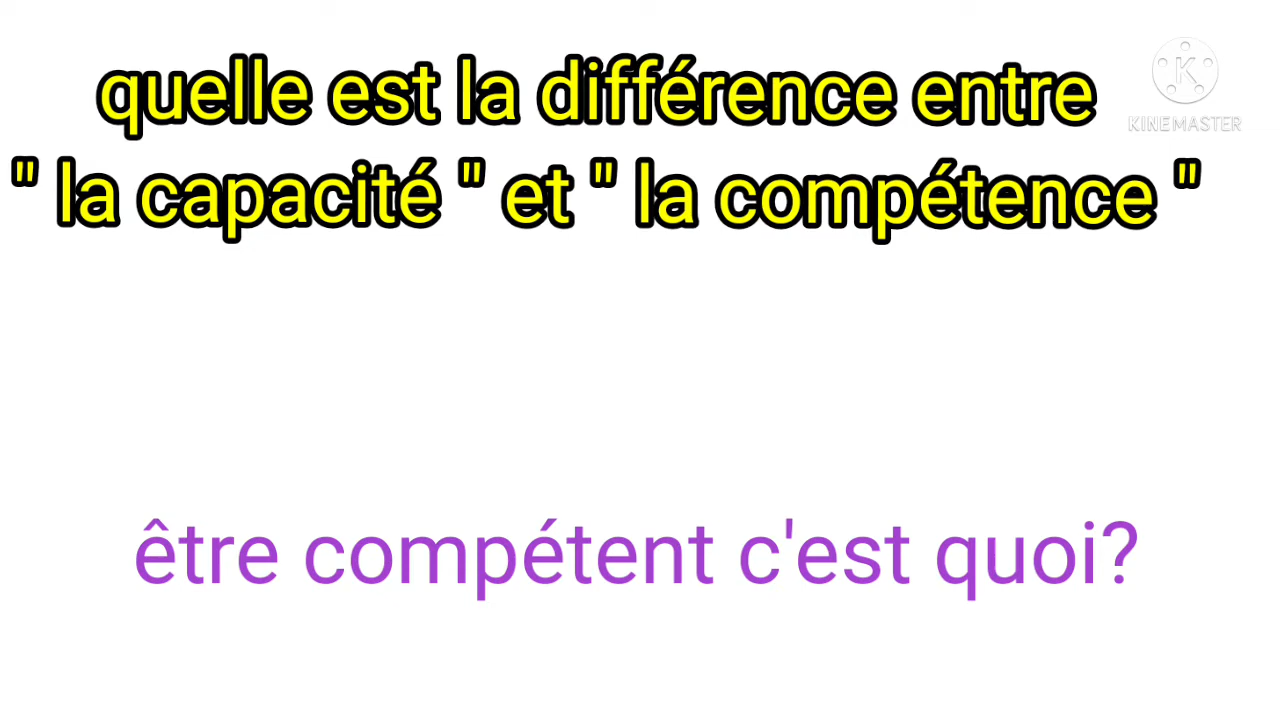 quelle est la différence entre
" la capacité " et " la compétence "
KINEMASTER
être compétent c'est quoi?